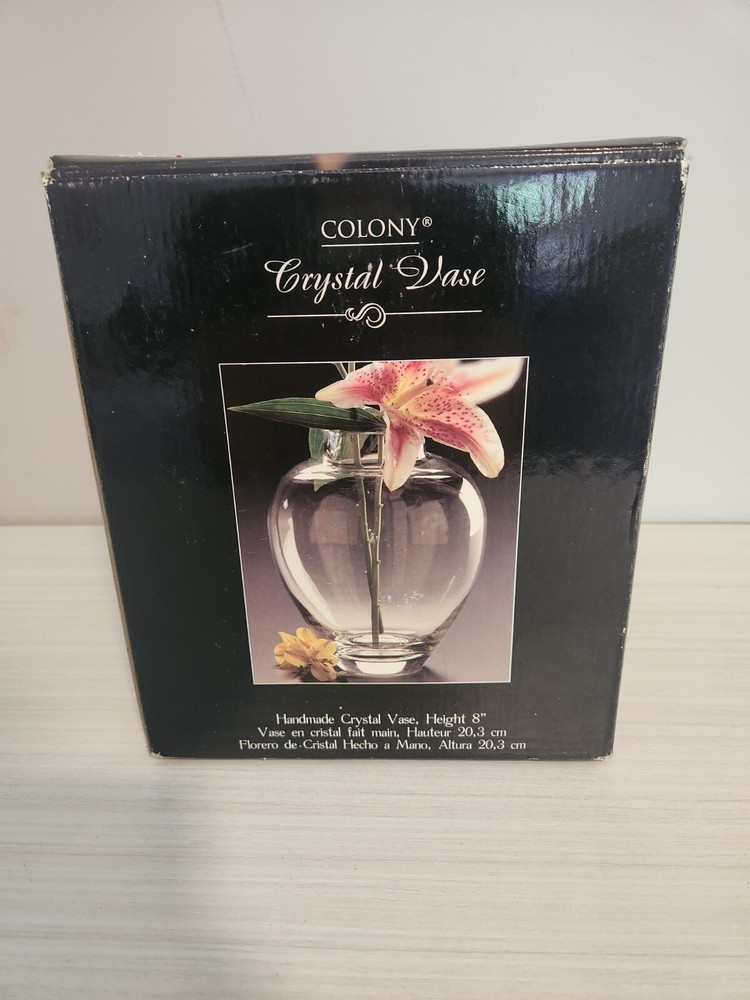 COLONY®
Crystal Vase
Handmade Crystal Vase, Height 8"
Vase en cristal fait main, Hauteur 20,3 cm
Florero de Cristal Hecho a Mano, Altura 20,3 cm